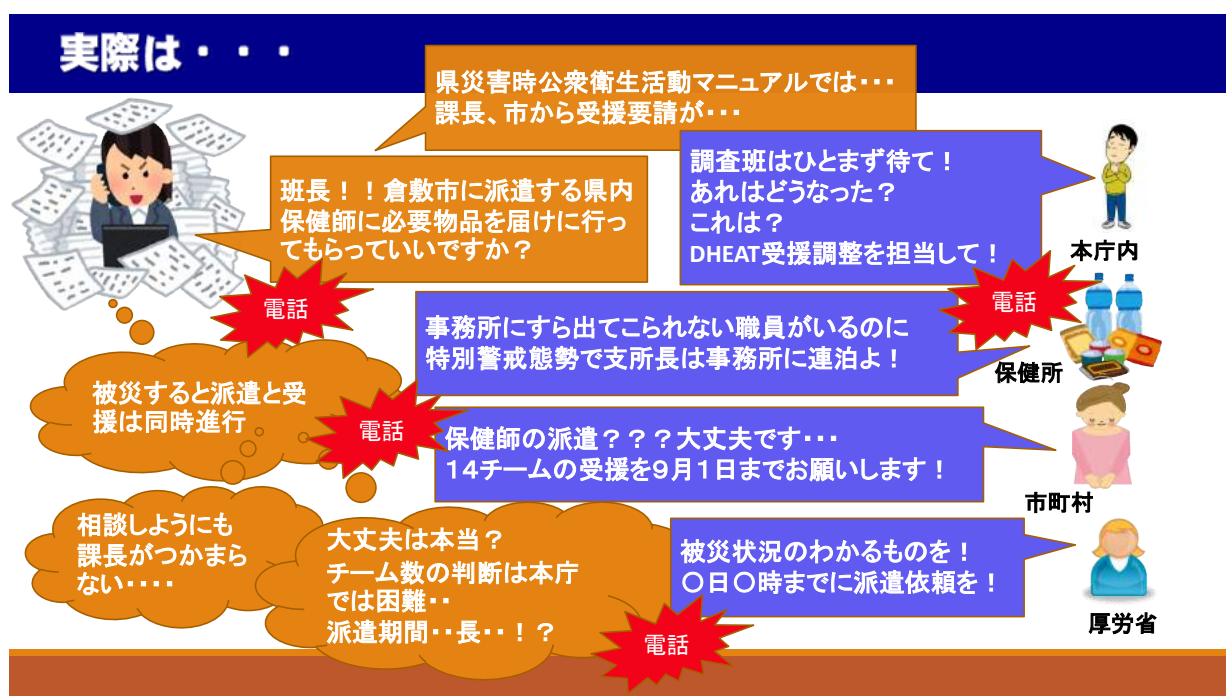 実際は・・・
県災害時公衆衛生活動マニュアルでは・・・
課長、市から受援要請が・・・
班長！！倉敷市に派遣する県内
保健師に必要物品を届けに行っ
てもらっていいですか？
調査班はひとまず待て！
あれはどうなった？
これは？
DHEAT受援調整を担当して！
本庁内
電話
電話
事務所にすら出てこられない職員がいるのに
特別警戒態勢で支所長は事務所に連泊よ！
保健所
被災すると派遣と受
援は同時進行
電話
保健師の派遣？？？大丈夫です・・・
１４チームの受援を９月１日までお願いします！
市町村
相談しようにも
課長がつかまら
ない・・・・
大丈夫は本当？
チーム数の判断は本庁
では困難・・
派遣期間・・長・・！？
被災状況のわかるものを！
〇日〇時までに派遣依頼を！
厚労省
電話